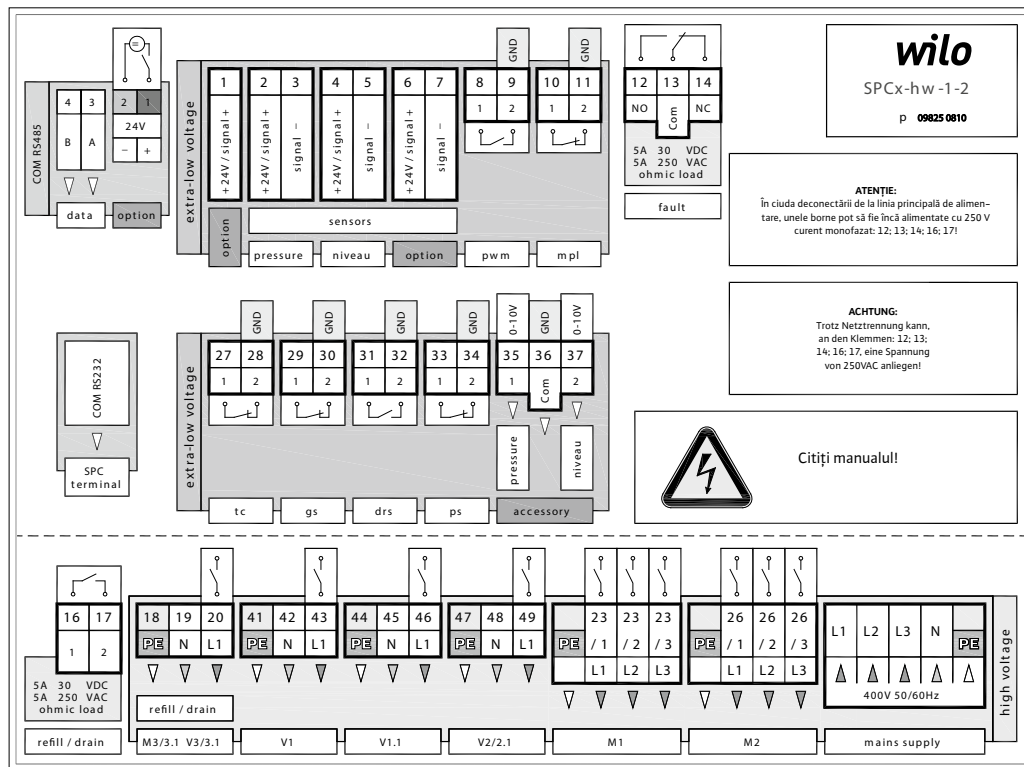 COM RS485
4 3 2 1
B A 24V
− +
data option
extra-low voltage
GND GND
1 2 3 4 5 6 7 8 9 10 11
+24V / signal +
+24V / signal +
signal −
+24V / signal +
signal −
+24V / signal +
signal −
1 2 1 2
option
sensors
pressure niveau option pwm mpl
12 13 14
NO Com NC
5A 30 VDC
5A 250 VAC
ohmic load
fault
wilo
SPCx-hw -1-2
p 09825 0810
ATENȚIE:
În ciuda deconectării de la linia principală de alimen-
tare, unele borne pot să fie încă alimentate cu 250 V
curent monofazat: 12; 13; 14; 16; 17!
ACHTUNG:
Trotz Netztrennung kann,
an den Klemmen: 12; 13;
14; 16; 17, eine Spannung
von 250VAC anliegen!
Citiți manualul!
COM RS232
SPC
terminal
extra-low voltage
GND GND GND GND 0-10V GND 0-10V
27 28 29 30 31 32 33 34 35 36 37
1 2 1 2 1 2 1 2 1 Com 2
pressure niveau
tc gs drs ps accessory
16 17
1 2
5A 30 VDC
5A 250 VAC
ohmic load
refill / drain
18 19 20 41 42 43 44 45 46 47 48 49 23 23 23 26 26 26
PE N L1 PE N L1 PE N L1 PE N L1 PE / 1 / 2 / 3 PE / 1 / 2 / 3 L1 L2 L3 N PE
L1 L2 L3 L1 L2 L3
400V 50/60Hz
refill / drain
M3/3.1 V3/3.1 V1 V1.1 V2/2.1 M1 M2 mains supply
high voltage